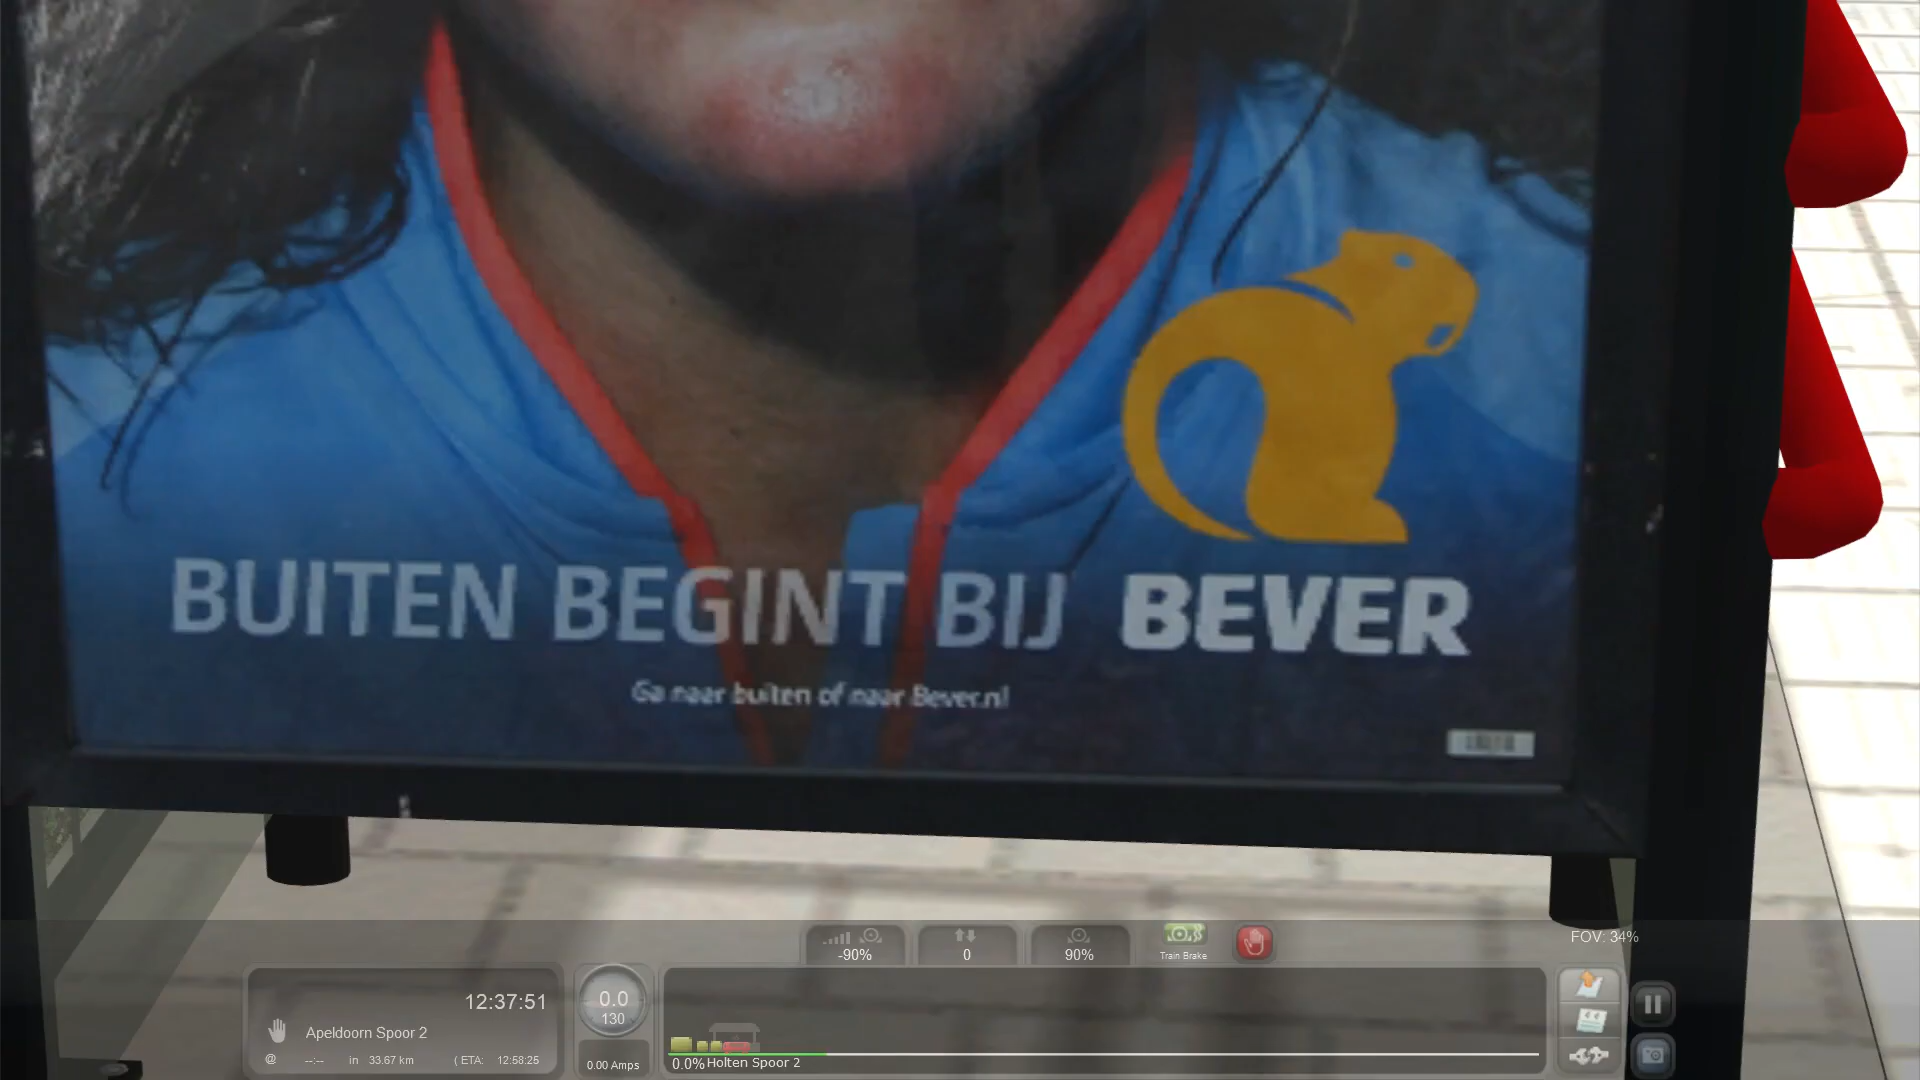 BUITEN BEGINT BIJ BEVER
Ga naar buiten of naar Bever.nl
FOV: 34%
-90%
0
90%
Train Brake
12:37:51
Apeldoorn Spoor 2
@ --:-- in 33.67 km ( ETA: 12:58:25
0.0
130
0.00 Amps
0.0% Holten Spoor 2